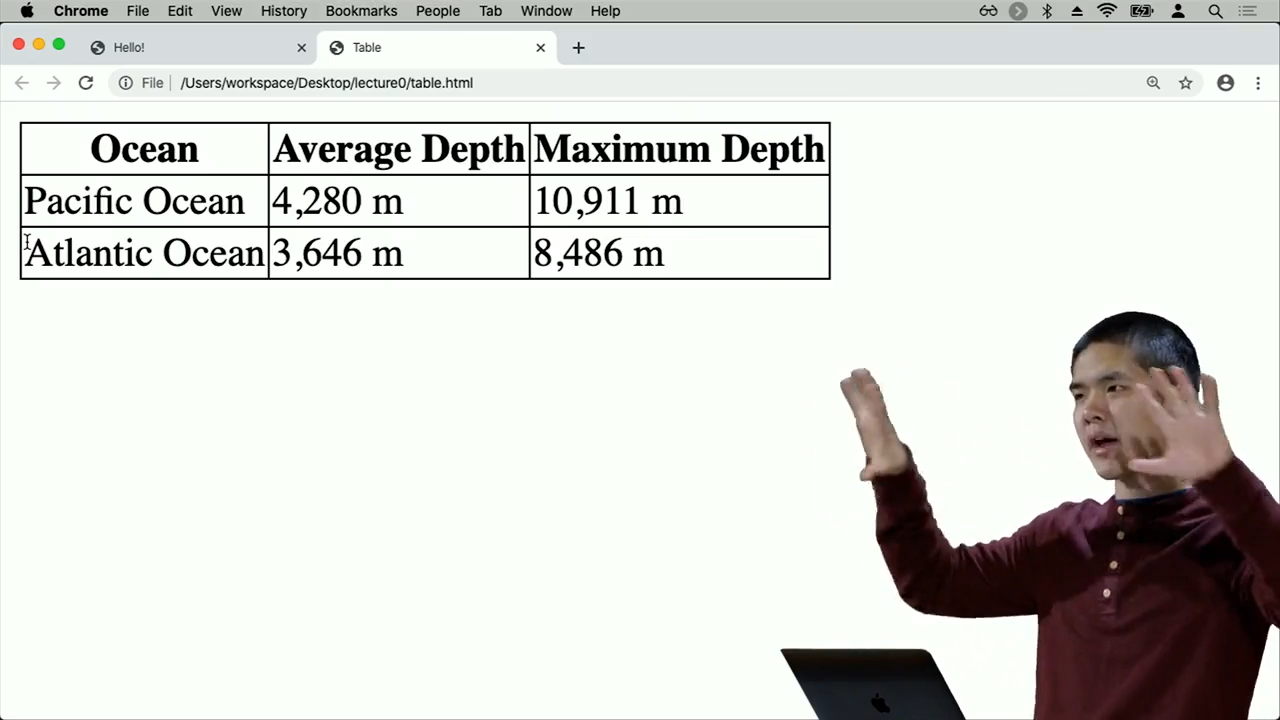 Chrome File Edit View History Bookmarks People Tab Window Help
Hello! Table
File /Users/workspace/Desktop/lecture0/table.html
Ocean Average Depth Maximum Depth
Pacific Ocean 4,280 m 10,911 m
Atlantic Ocean 3,646 m 8,486 m